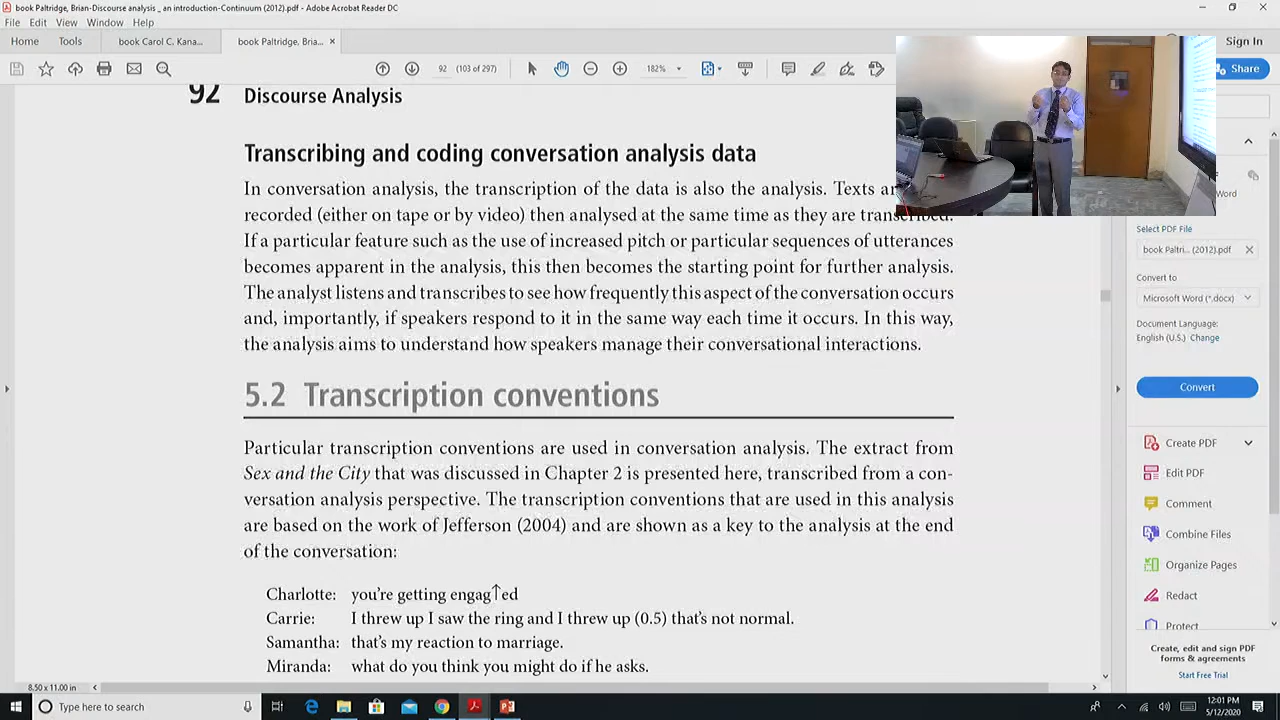 book Paltridge, Brian-Discourse analysis _ an introduction-Continuum (2012).pdf - Adobe Acrobat Reader DC
File Edit View Window Help
Home Tools book Carol C. Kana... book Paltridge, Bria... × Sign In
92 (103 of 297) 182% Share
92 Discourse Analysis
Transcribing and coding conversation analysis data
In conversation analysis, the transcription of the data is also the analysis. Texts
recorded (either on tape or by video) then analysed at the same time as they are transcribed.
If a particular feature such as the use of increased pitch or particular sequences of utterances
becomes apparent in the analysis, this then becomes the starting point for further analysis.
The analyst listens and transcribes to see how frequently this aspect of the conversation occurs
and, importantly, if speakers respond to it in the same way each time it occurs. In this way,
the analysis aims to understand how speakers manage their conversational interactions.
5.2 Transcription conventions
Particular transcription conventions are used in conversation analysis. The extract from
Sex and the City that was discussed in Chapter 2 is presented here, transcribed from a con-
versation analysis perspective. The transcription conventions that are used in this analysis
are based on the work of Jefferson (2004) and are shown as a key to the analysis at the end
of the conversation:
Charlotte: you're getting engag↑ed
Carrie: I threw up I saw the ring and I threw up (0.5) that's not normal.
Samantha: that's my reaction to marriage.
Miranda: what do you think you might do if he asks.
8.50 x 11.00 in
Word
Select PDF File
book Paltri... (2012).pdf
Convert to
Microsoft Word (*.docx)
Document Language:
English (U.S.) Change
Convert
Create PDF
Edit PDF
Comment
Combine Files
Organize Pages
Redact
Protect
Create, edit and sign PDF
forms & agreements
Start Free Trial
Type here to search
12:01 PM
5/12/2020